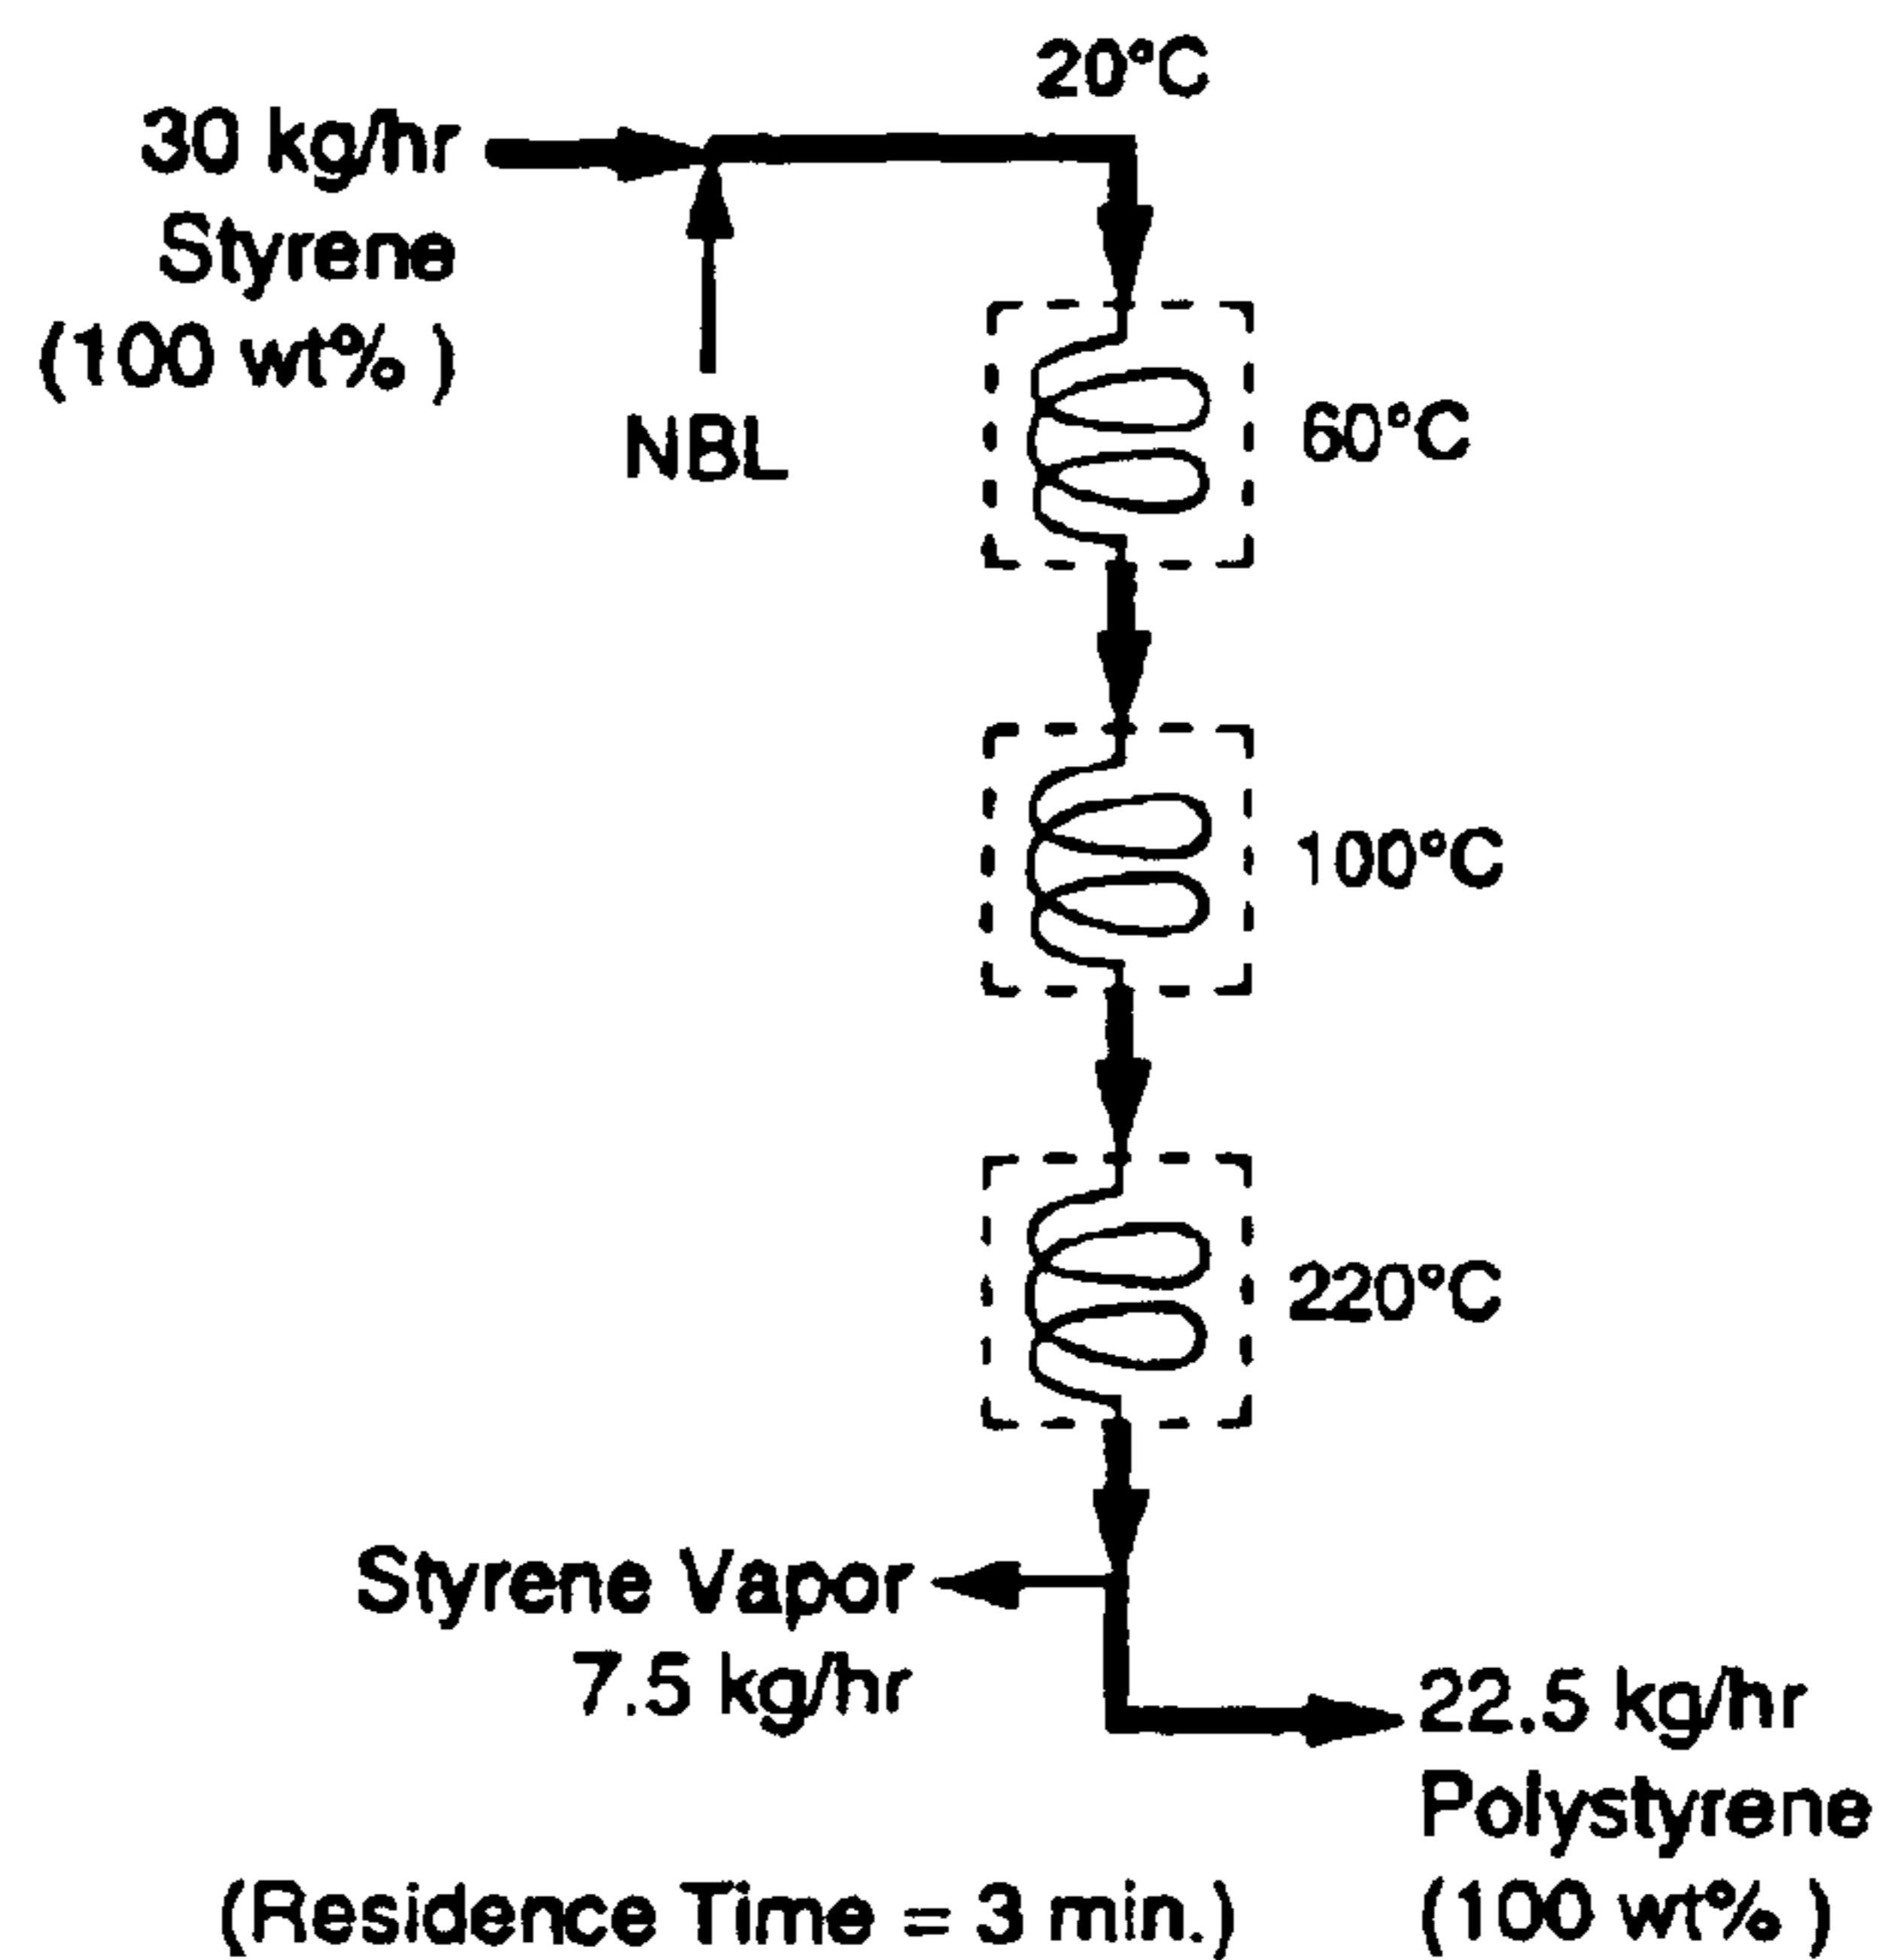 20°C
30 kg/hr
Styrene
(100 wt% )
NBL
60°C
100°C
220°C
Styrene Vapor
7.5 kg/hr
22.5 kg/hr
Polystyrene
(100 wt% )
(Residence Time = 3 min.)